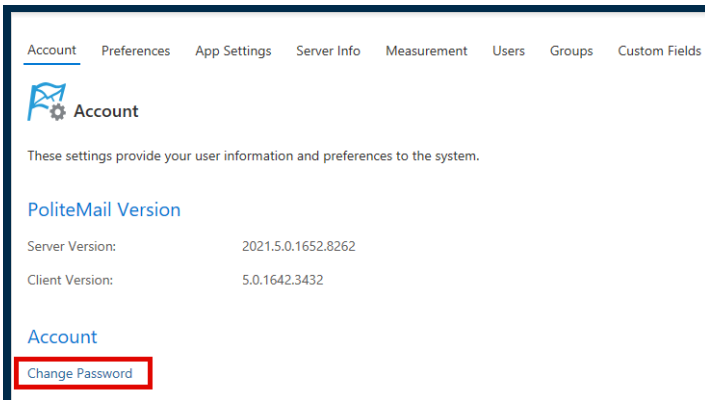 Account Preferences App Settings Server Info Measurement Users Groups Custom Fields
Account
These settings provide your user information and preferences to the system.
PoliteMail Version
Server Version: 2021.5.0.1652.8262
Client Version: 5.0.1642.3432
Account
Change Password